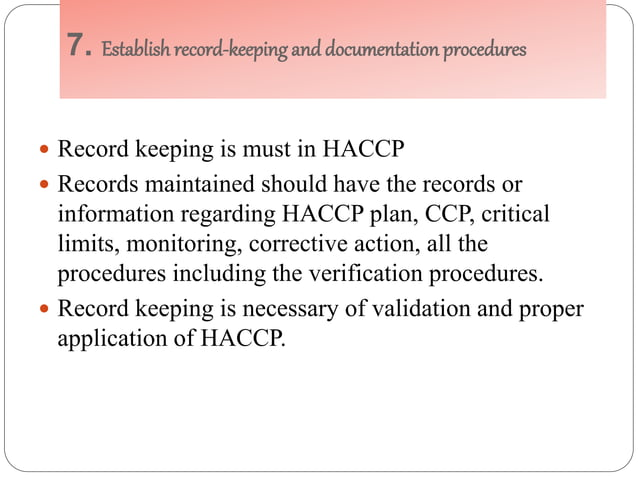 7. Establish record-keeping and documentation procedures
• Record keeping is must in HACCP
• Records maintained should have the records or
information regarding HACCP plan, CCP, critical
limits, monitoring, corrective action, all the
procedures including the verification procedures.
• Record keeping is necessary of validation and proper
application of HACCP.